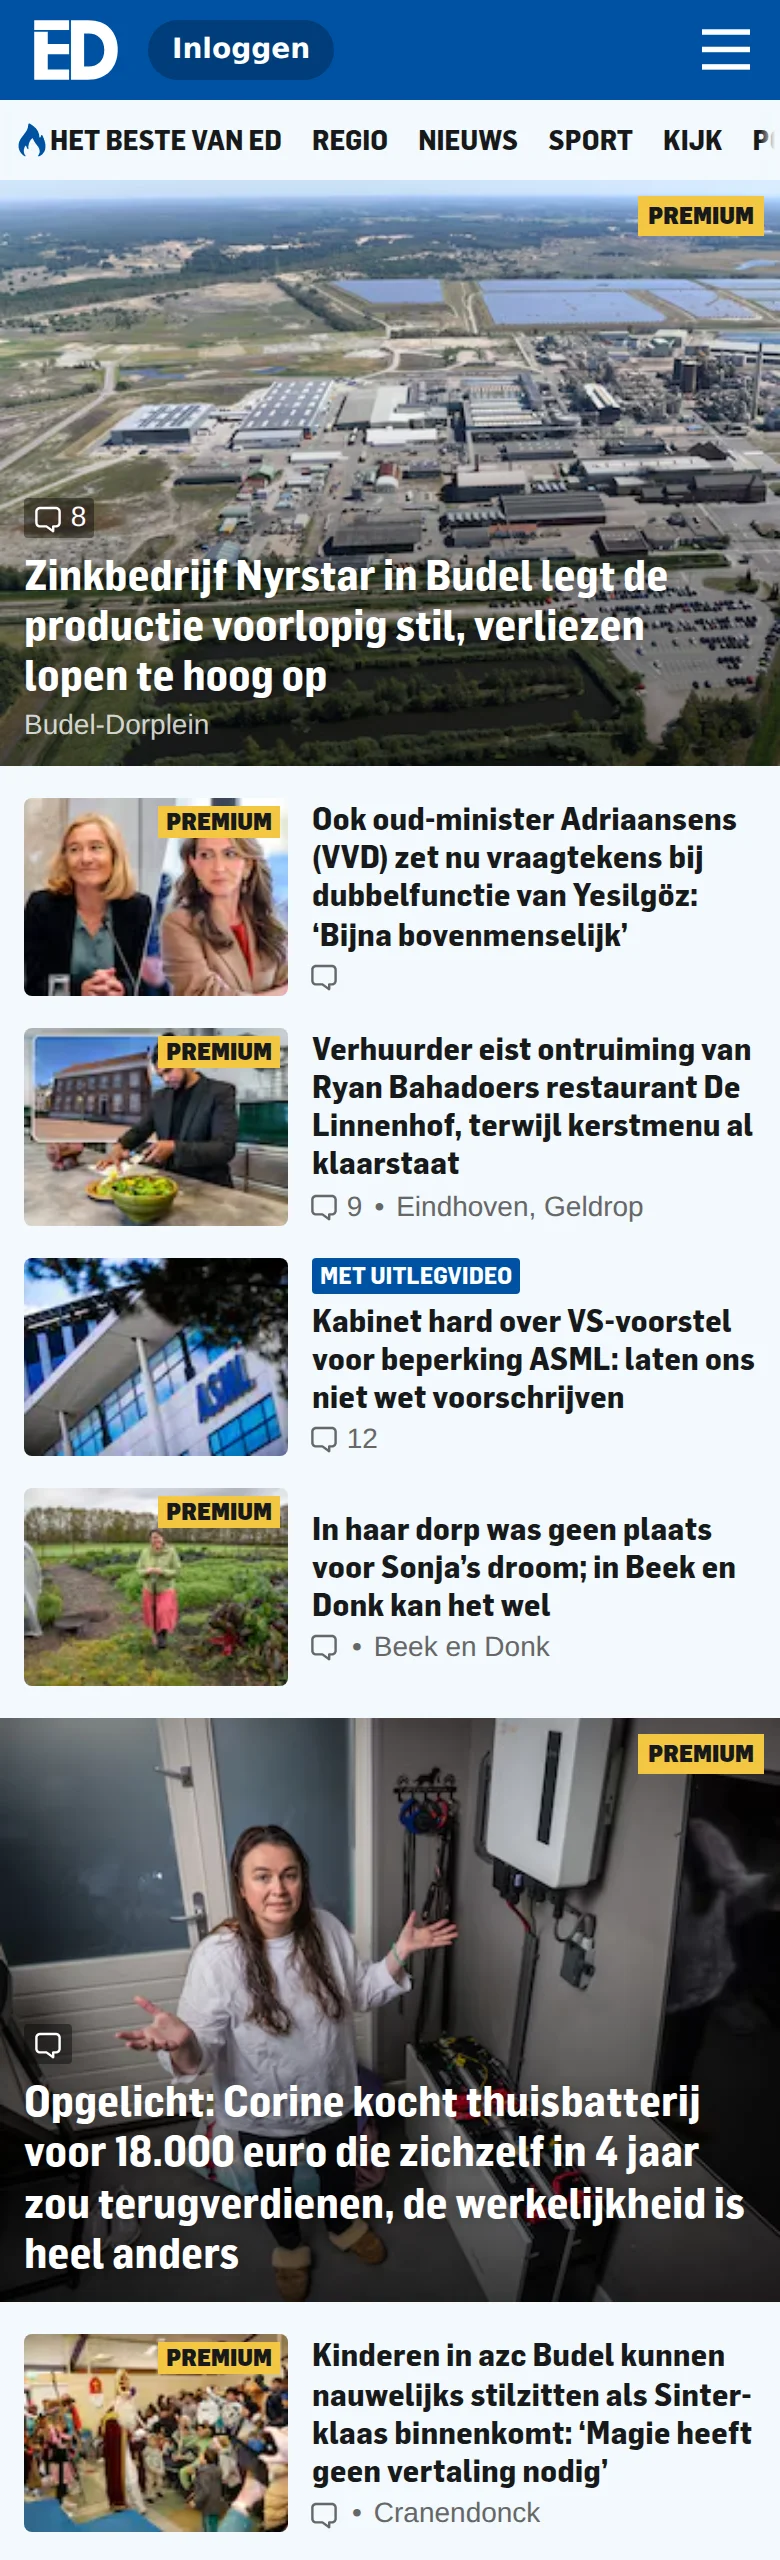 ED
Inloggen
HET BESTE VAN ED REGIO NIEUWS SPORT KIJK
PREMIUM
8
Zinkbedrijf Nyrstar in Budel legt de
productie voorlopig stil, verliezen
lopen te hoog op
Budel-Dorplein
PREMIUM
Ook oud-minister Adriaansens
(VVD) zet nu vraagtekens bij
dubbelfunctie van Yesilgöz:
‘Bijna bovenmenselijk’
PREMIUM
Verhuurder eist ontruiming van
Ryan Bahadoers restaurant De
Linnenhof, terwijl kerstmenu al
klaarstaat
9 • Eindhoven, Geldrop
ASML
MET UITLEGVIDEO
Kabinet hard over VS-voorstel
voor beperking ASML: laten ons
niet wet voorschrijven
12
PREMIUM
In haar dorp was geen plaats
voor Sonja’s droom; in Beek en
Donk kan het wel
• Beek en Donk
PREMIUM
Opgelicht: Corine kocht thuisbatterij
voor 18.000 euro die zichzelf in 4 jaar
zou terugverdienen, de werkelijkheid is
heel anders
PREMIUM
Kinderen in azc Budel kunnen
nauwelijks stilzitten als Sinter-
klaas binnenkomt: ‘Magie heeft
geen vertaling nodig’
• Cranendonck